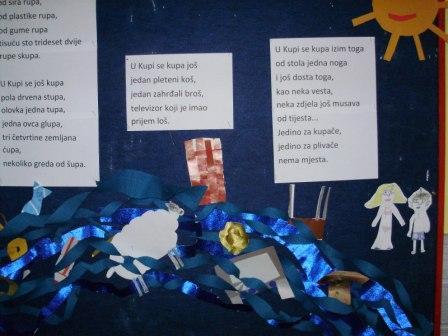 od sira rupa,
od plastike rupa,
od gume rupa
tisuću sto trideset dvije
rupe skupa.
U Kupi se još kupa
pola drvena stupa,
olovka jedna tupa,
jedna ovca glupa,
tri četvrtine zemljana
ćupa,
nekoliko greda od šupa.
U Kupi se kupa još
jedan pleteni koš,
jedan zahrđali broš,
televizor koji je imao
prijem loš.
U Kupi se kupa izim toga
od stola jedna noga
i još dosta toga,
kao neka vesta,
neka zdjela još musava
od tijesta...
Jedino za kupače,
jedino za plivače
nema mjesta.